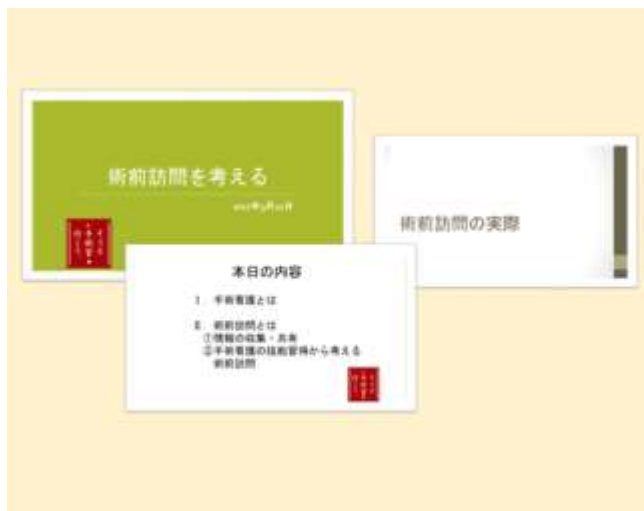 術前訪問を考える
術前訪問の実際
本日の内容
Ⅰ 手術看護とは
Ⅱ 術前訪問とは
①情報の収集・共有
②手術看護の技能習得から考える
術前訪問